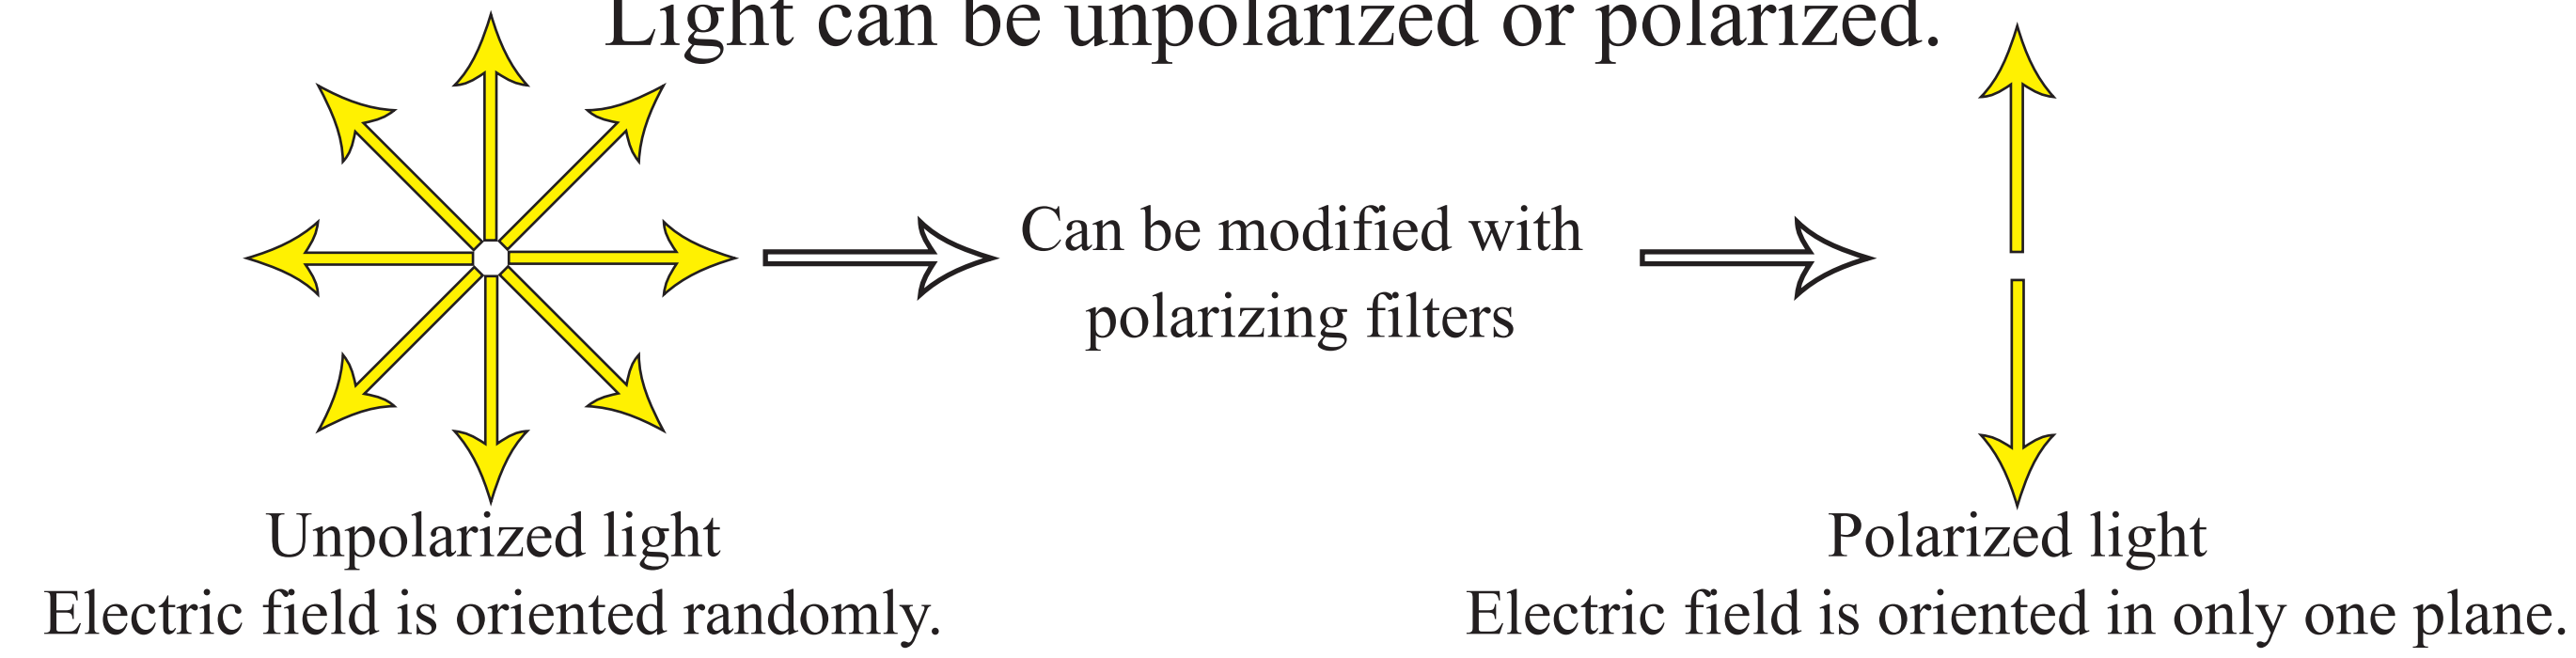 Light can be unpolarized or polarized.
Can be modified with
polarizing filters
Unpolarized light
Electric field is oriented randomly.
Polarized light
Electric field is oriented in only one plane.